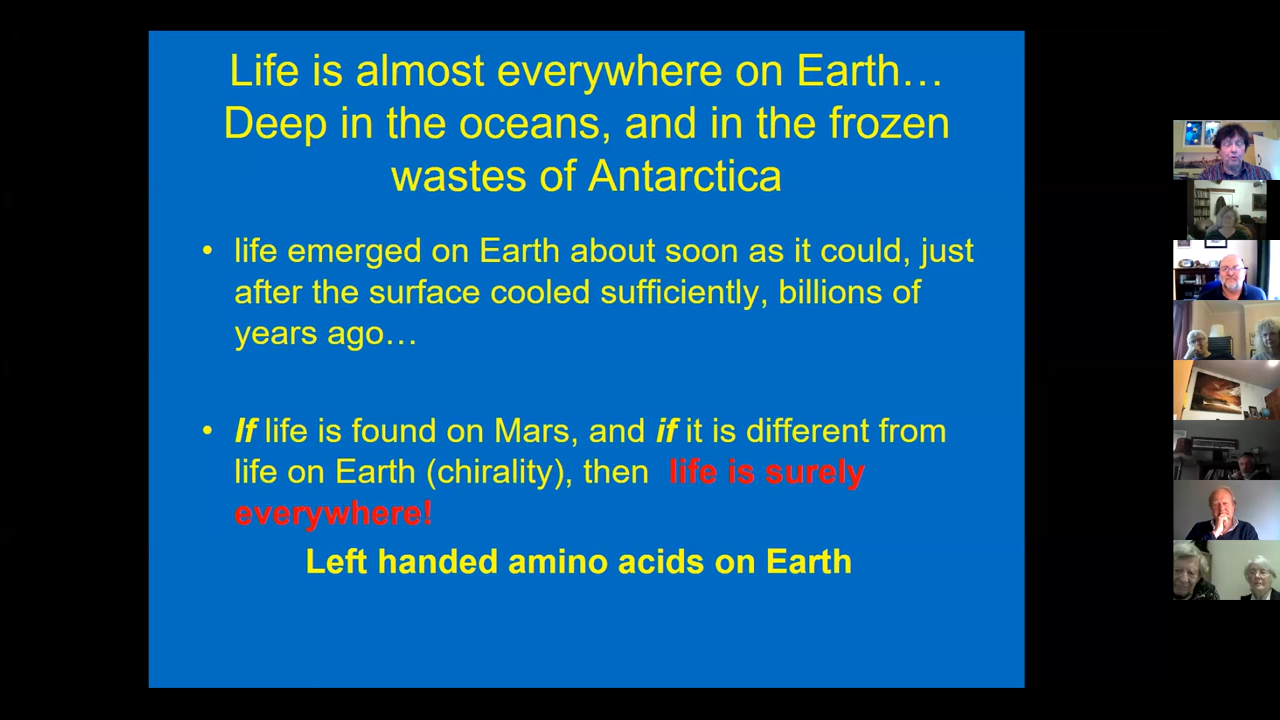 Life is almost everywhere on Earth…
Deep in the oceans, and in the frozen
wastes of Antarctica
• life emerged on Earth about soon as it could, just
after the surface cooled sufficiently, billions of
years ago…
• If life is found on Mars, and if it is different from
life on Earth (chirality), then life is surely
everywhere!
Left handed amino acids on Earth